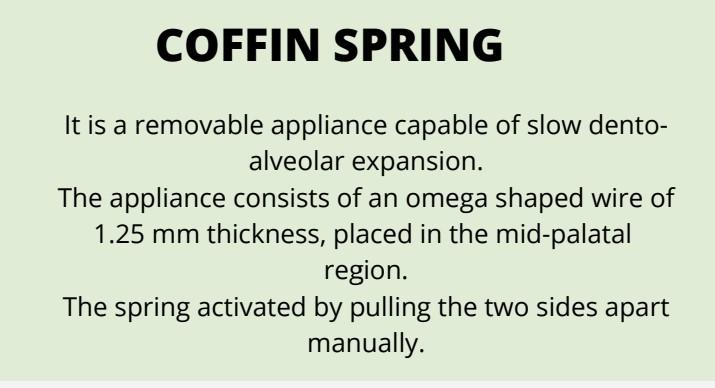 COFFIN SPRING
It is a removable appliance capable of slow dento-
alveolar expansion.
The appliance consists of an omega shaped wire of
1.25 mm thickness, placed in the mid-palatal
region.
The spring activated by pulling the two sides apart
manually.